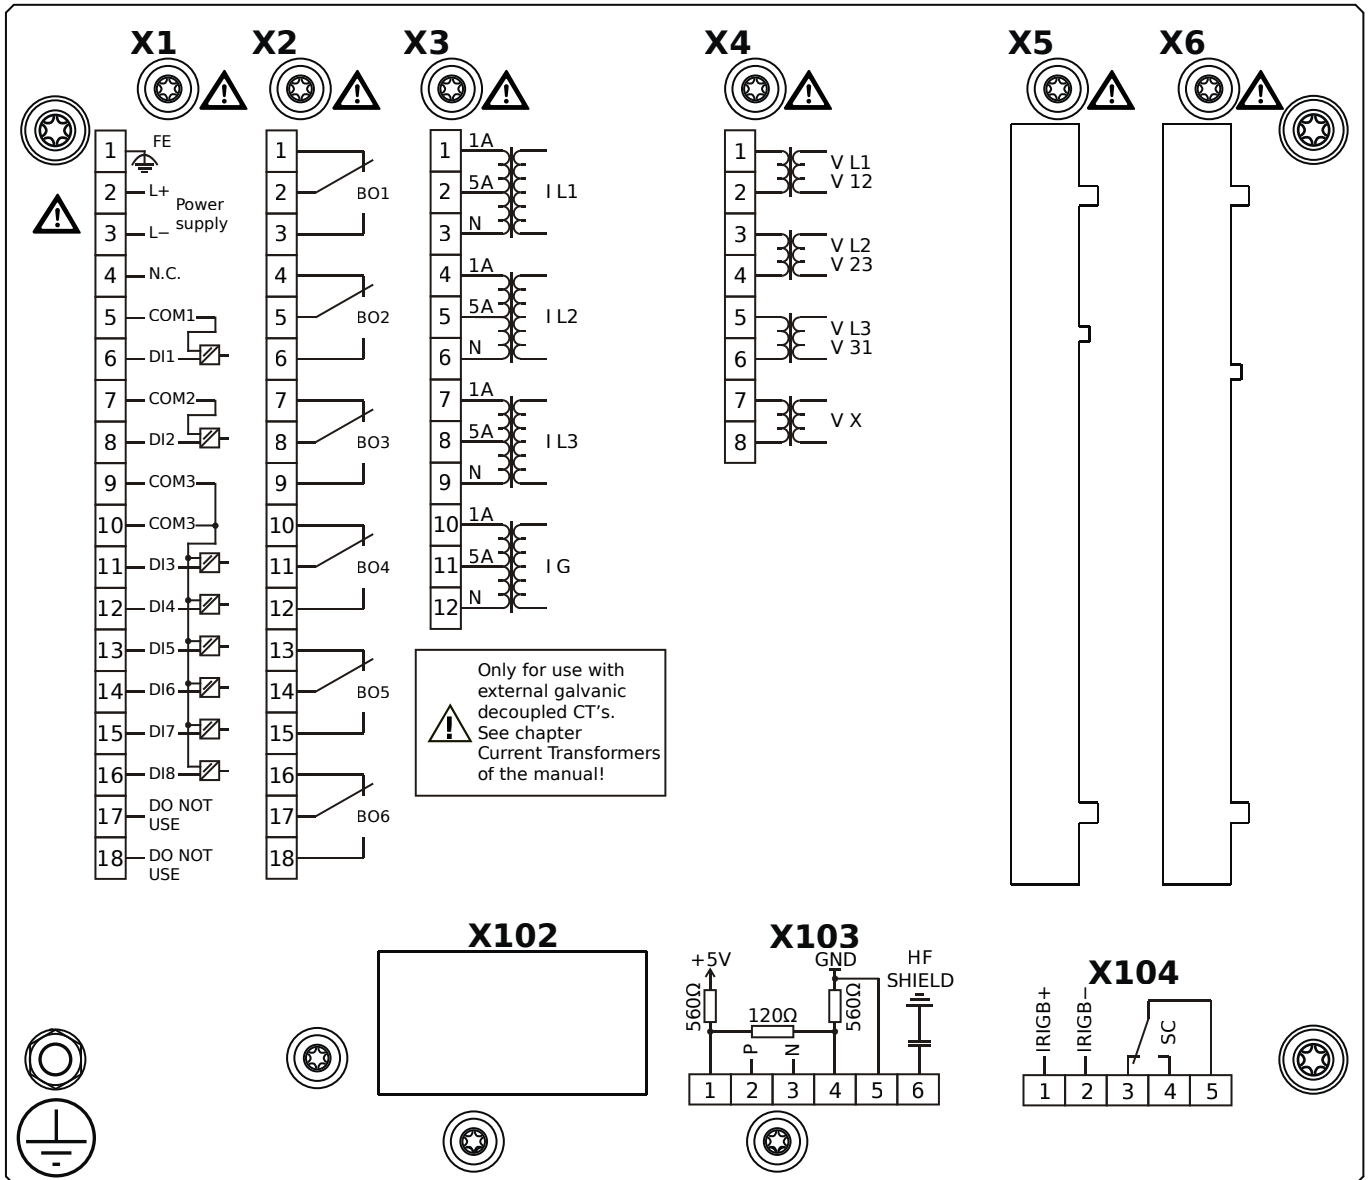 X1
X2
X3
X4
X5
X6
1 FE
2 L+
Power
supply
3 L−
4 N.C.
5 COM1
6 DI1
7 COM2
8 DI2
9 COM3
10 COM3
11 DI3
12 DI4
13 DI5
14 DI6
15 DI7
16 DI8
17 DO NOT
USE
18 DO NOT
USE
1
2 BO1
3
4
5 BO2
6
7
8 BO3
9
10
11 BO4
12
13
14 BO5
15
16
17 BO6
18
1 1A
2 5A I L1
3 N
4 1A
5 5A I L2
6 N
7 1A
8 5A I L3
9 N
10 1A
11 5A I G
12 N
Only for use with
external galvanic
decoupled CT's.
See chapter
Current Transformers
of the manual!
1 V L1
2 V 12
3 V L2
4 V 23
5 V L3
6 V 31
7 V X
8
X102
X103
+5V
GND
HF
SHIELD
560Ω
120Ω
560Ω
P
N
1 2 3 4 5 6
X104
IRIGB+
IRIGB−
SC
1 2 3 4 5